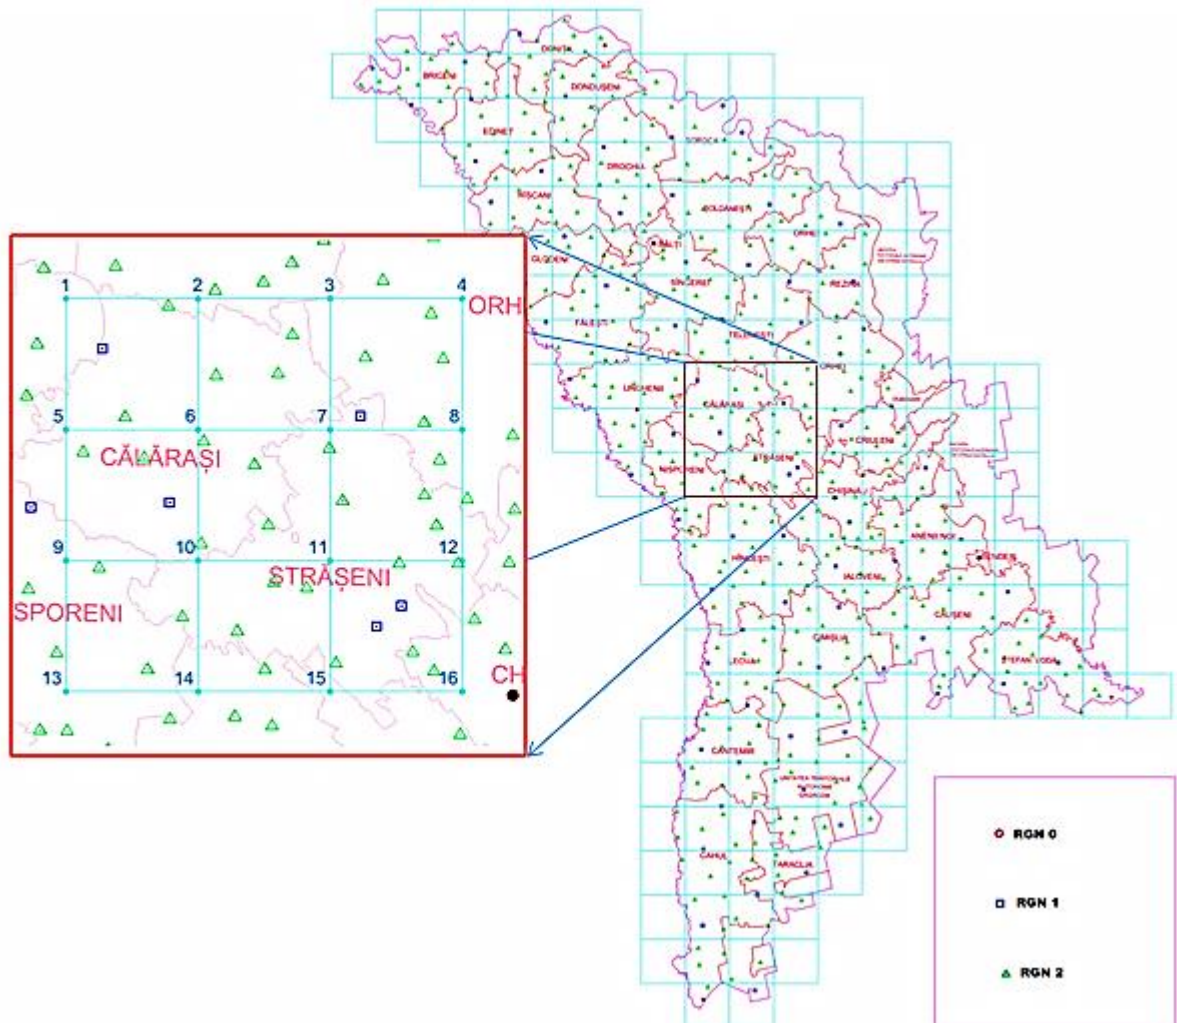 DONIȚA
BRICENI
DONDUȘENI
EDINEȚ
SOROCA
DROCHIA
RÎȘCANI
ȘOLDĂNEȘTI
ORHEI
BĂLȚI
GLODENI
SÎNGEREI
REZINA
FĂLEȘTI
TELENEȘTI
ORHEI
UNGHENI
CĂLĂRAȘI
CRIULENI
STRĂȘENI
NISPORENI
CHIȘINĂU
ANENII NOI
HÎNCEȘTI
IALOVENI
CĂUȘENI
CIMIȘLIA
ȘTEFAN VODĂ
CANTEMIR
CAHUL
TARACLIA
1 2 3 4
ORH
5 6 7 8
CĂLĂRAȘI
9 10 11 12
STRĂȘENI
SPORENI
CH
13 14 15 16
RGN 0
RGN 1
RGN 2